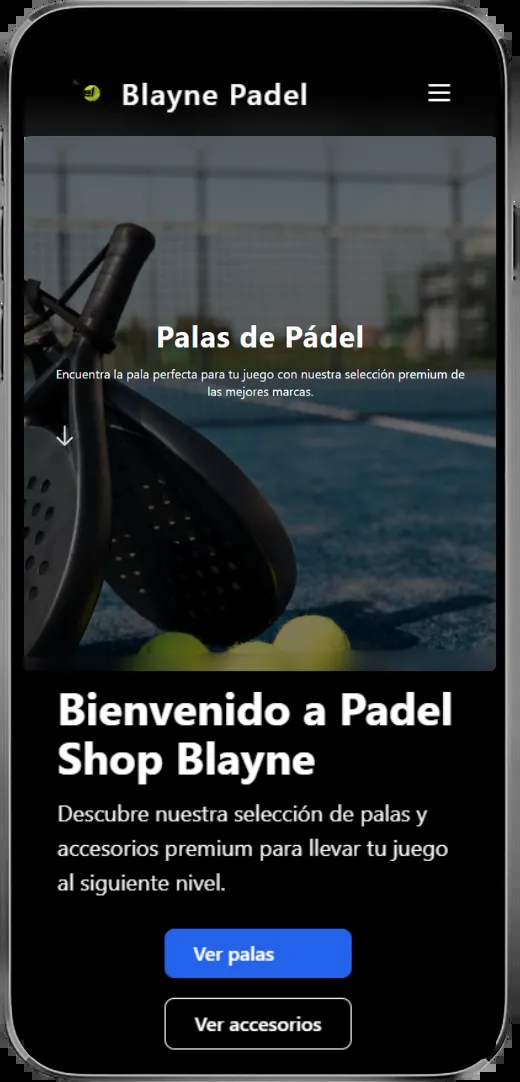 Blayne Padel
Palas de Pádel
Encuentra la pala perfecta para tu juego con nuestra selección premium de
las mejores marcas.
Bienvenido a Padel
Shop Blayne
Descubre nuestra selección de palas y
accesorios premium para llevar tu juego
al siguiente nivel.
Ver palas
Ver accesorios